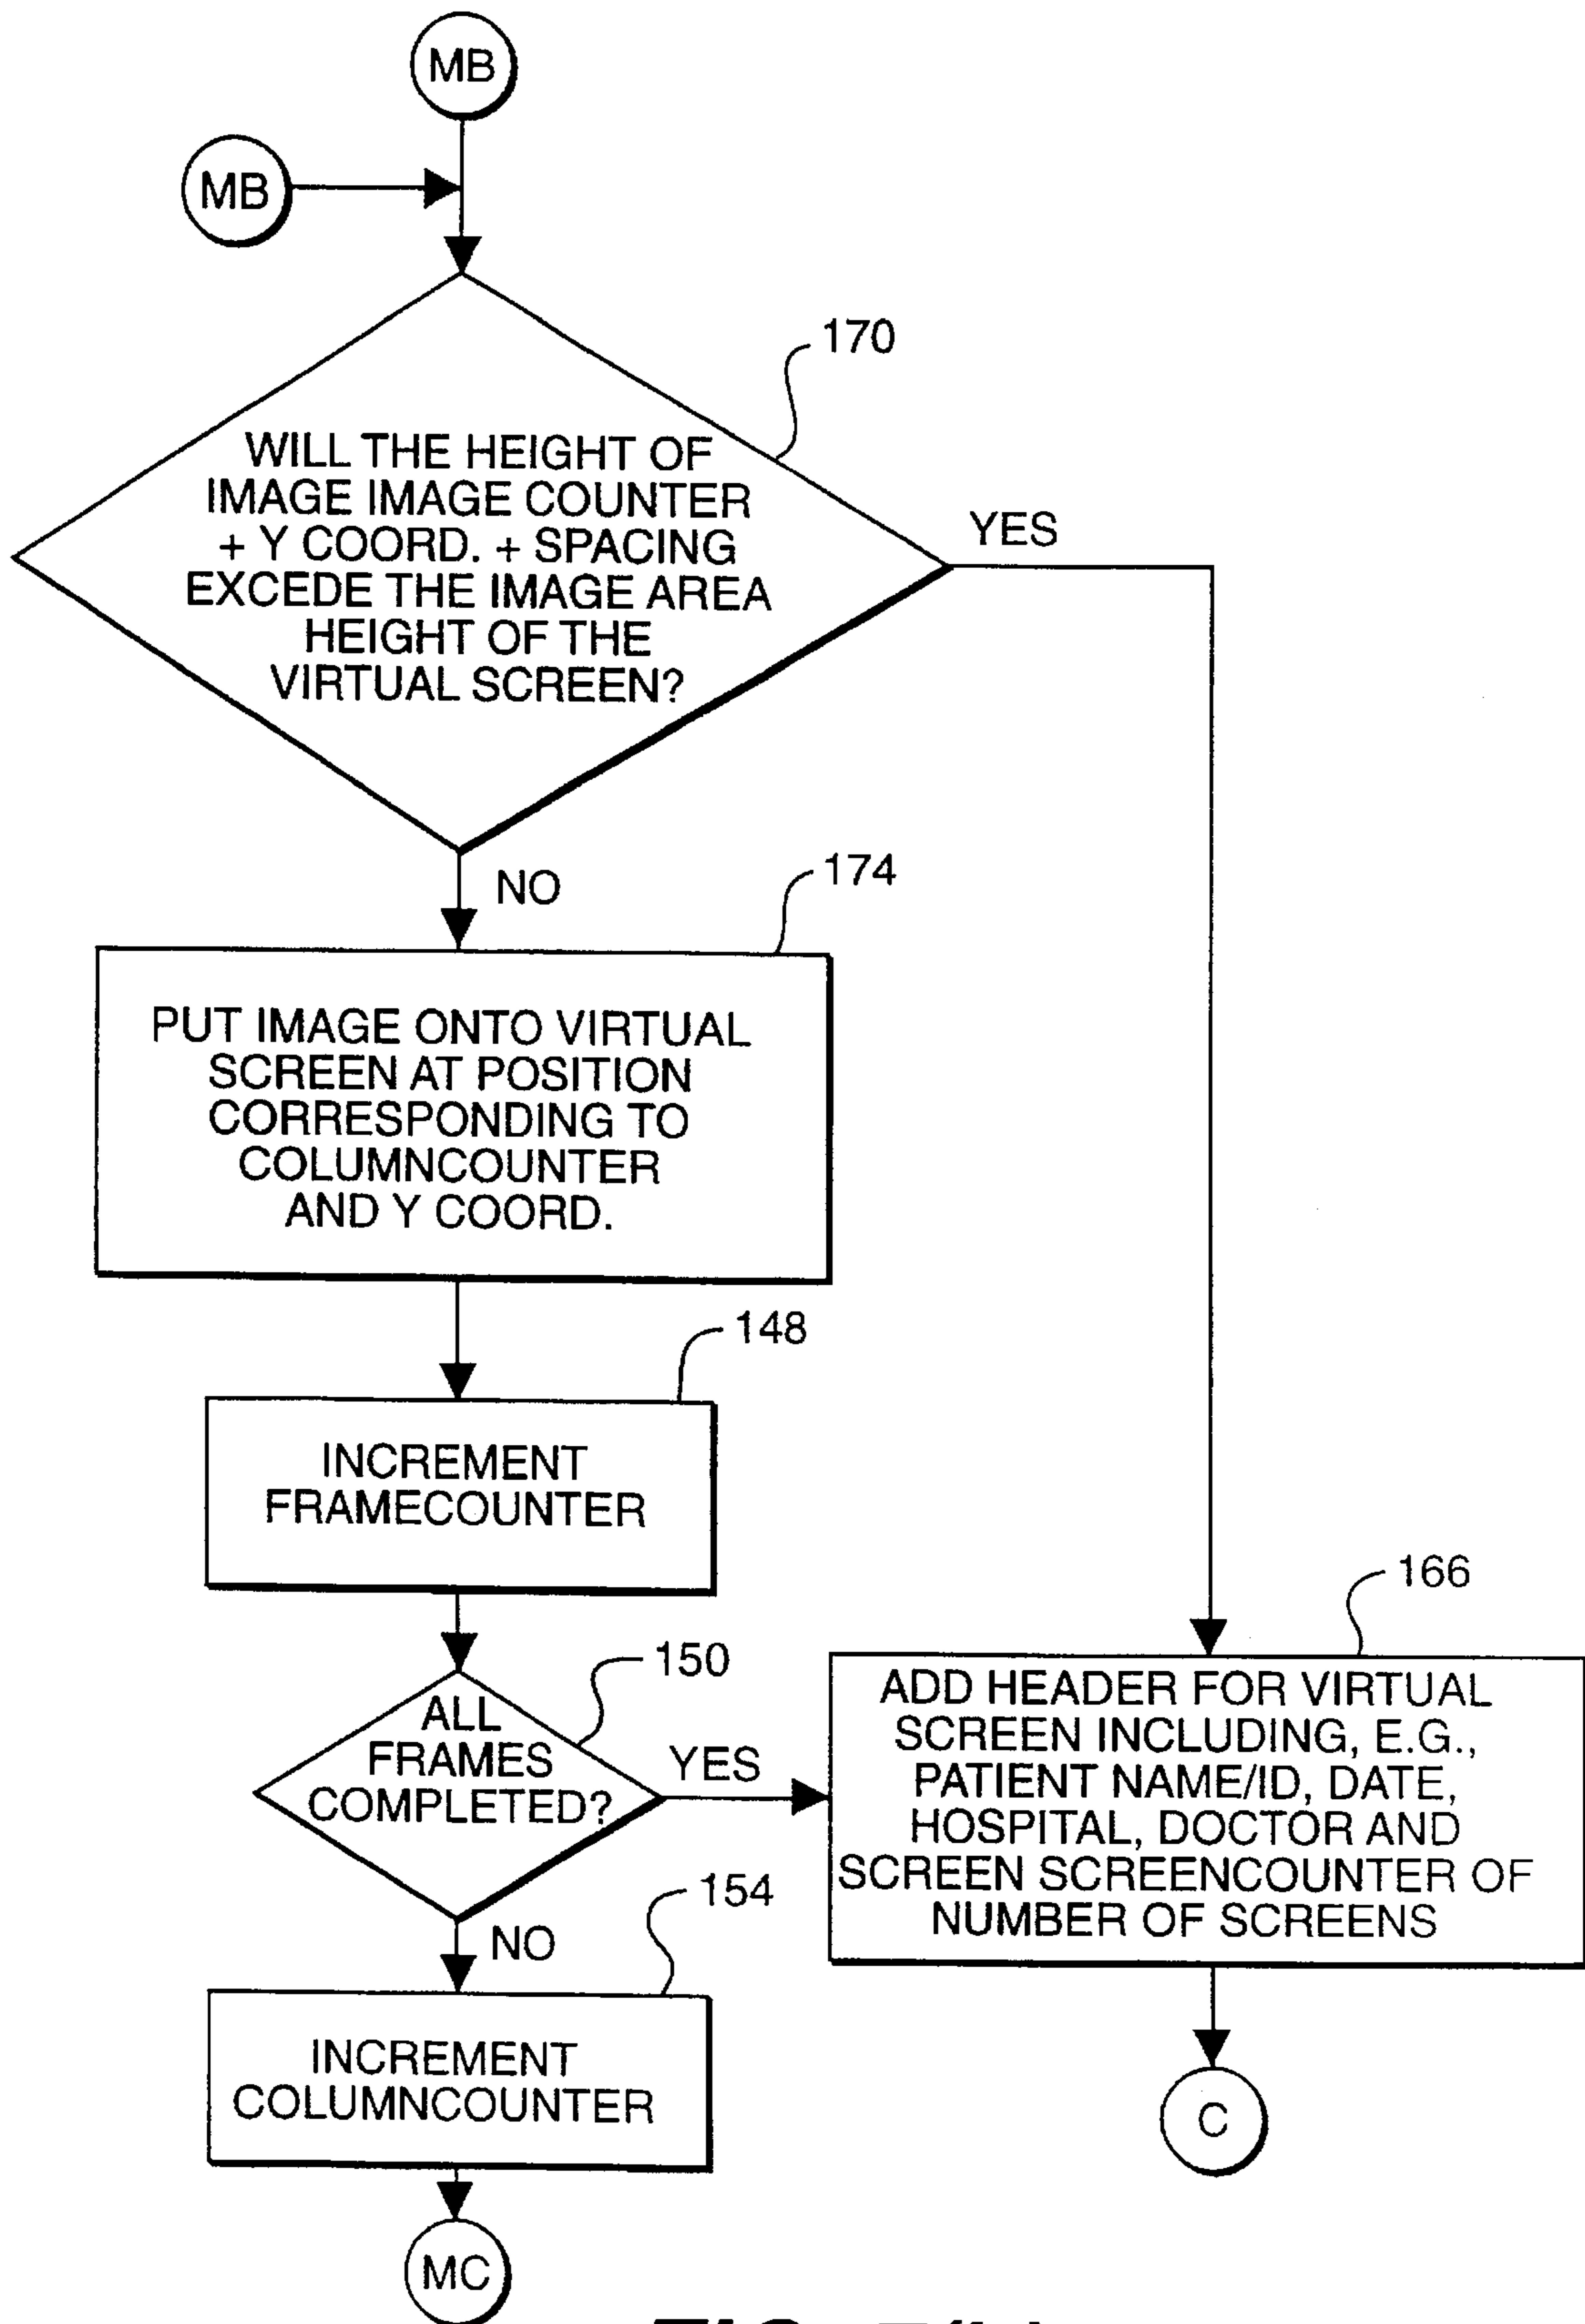 MB
MB
170
WILL THE HEIGHT OF
IMAGE IMAGE COUNTER
+ Y COORD. + SPACING
EXCEDE THE IMAGE AREA
HEIGHT OF THE
VIRTUAL SCREEN?
YES
NO
174
PUT IMAGE ONTO VIRTUAL
SCREEN AT POSITION
CORRESPONDING TO
COLUMNCOUNTER
AND Y COORD.
148
INCREMENT
FRAMECOUNTER
150
ALL
FRAMES
COMPLETED?
YES
166
ADD HEADER FOR VIRTUAL
SCREEN INCLUDING, E.G.,
PATIENT NAME/ID, DATE,
HOSPITAL, DOCTOR AND
SCREEN SCREENCOUNTER OF
NUMBER OF SCREENS
NO
154
INCREMENT
COLUMNCOUNTER
C
MC